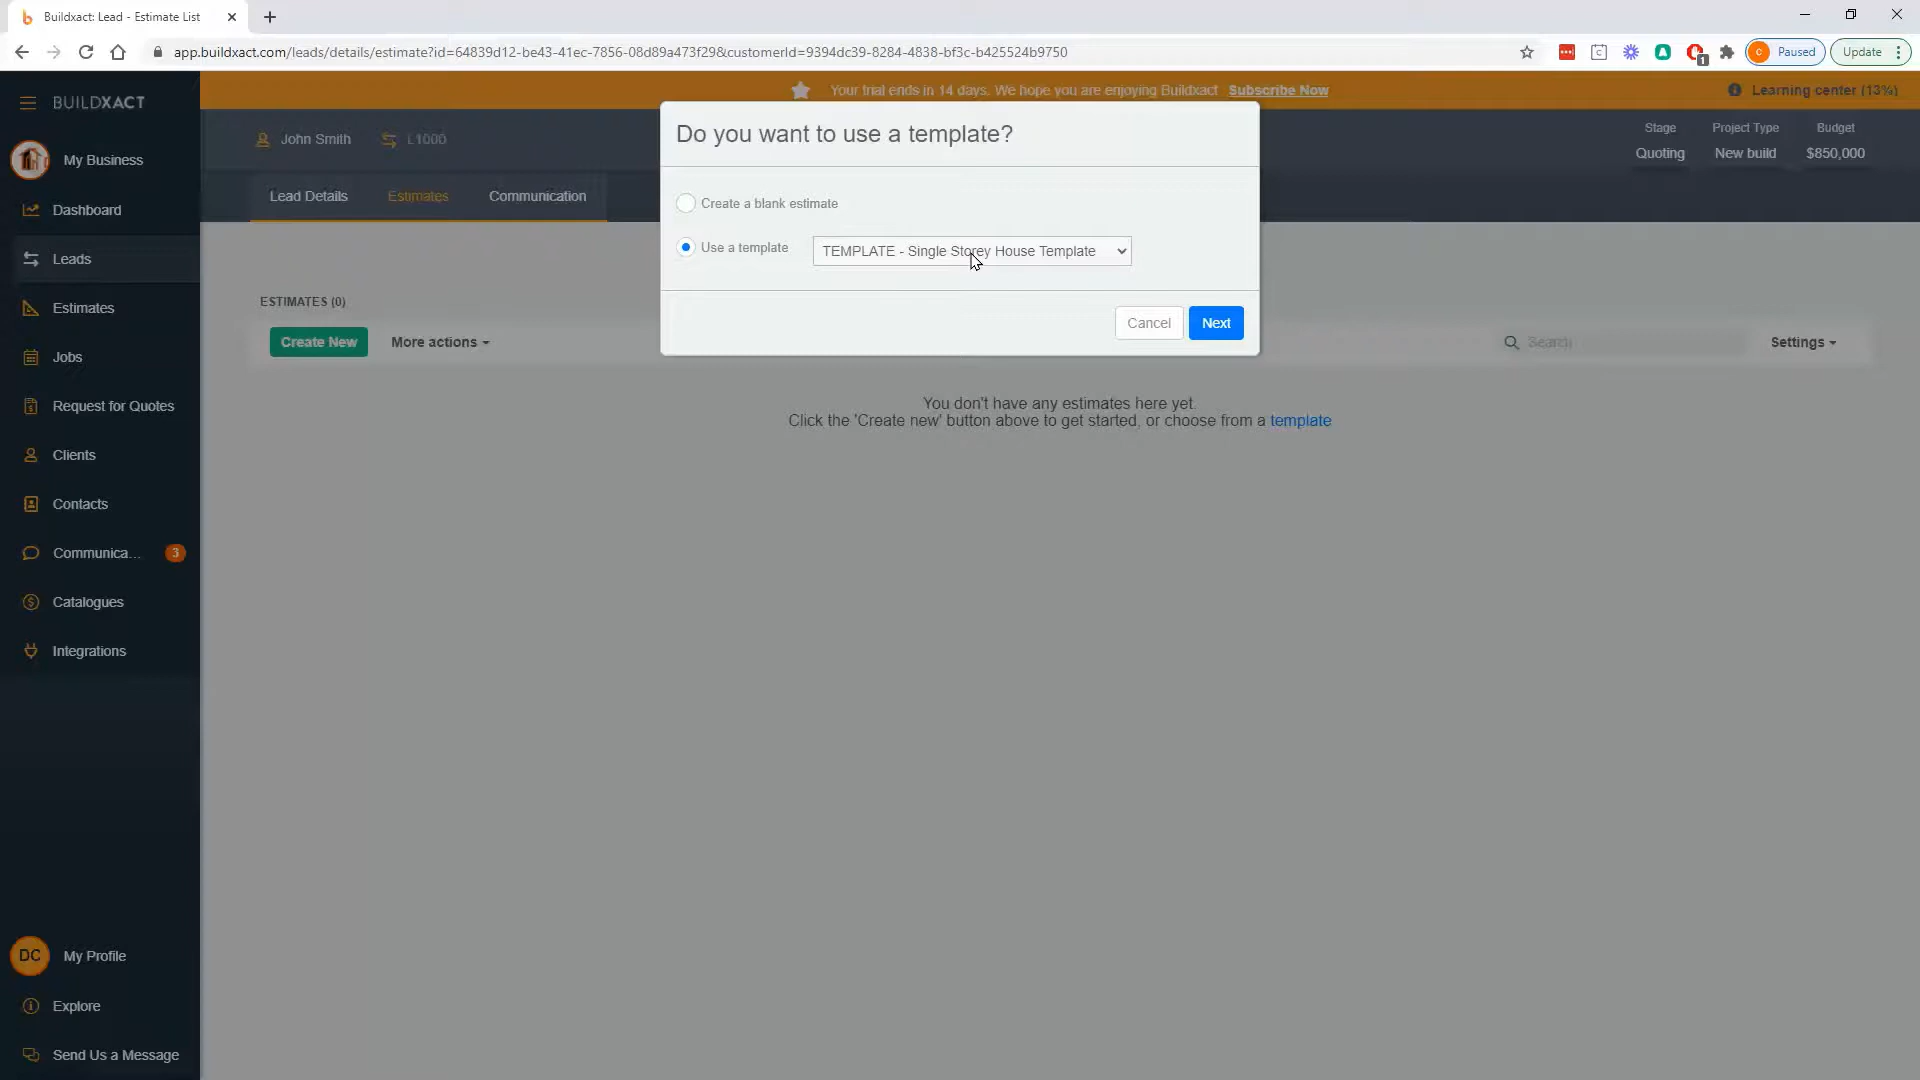 Buildxact: Lead - Estimate List
app.buildxact.com/leads/details/estimate?id=64839d12-be43-41ec-7856-08d89a473f29&customerId=9394dc39-8284-4838-bf3c-b425524b9750
1
C Paused
Update
BUILDXACT
Your trial ends in 14 days. We hope you are enjoying Buildxact Subscribe Now
Learning center (13%)
John Smith
L1000
Stage
Quoting
Project Type
New build
Budget
$850,000
Lead Details
Estimates
Communication
My Business
Dashboard
Leads
Estimates
Jobs
Request for Quotes
Clients
Contacts
Communica... 3
Catalogues
Integrations
DC My Profile
Explore
Send Us a Message
Do you want to use a template?
Create a blank estimate
Use a template
TEMPLATE - Single Storey House Template
Cancel
Next
ESTIMATES (0)
Create New
More actions
Search
Settings
You don't have any estimates here yet.
Click the 'Create new' button above to get started, or choose from a template